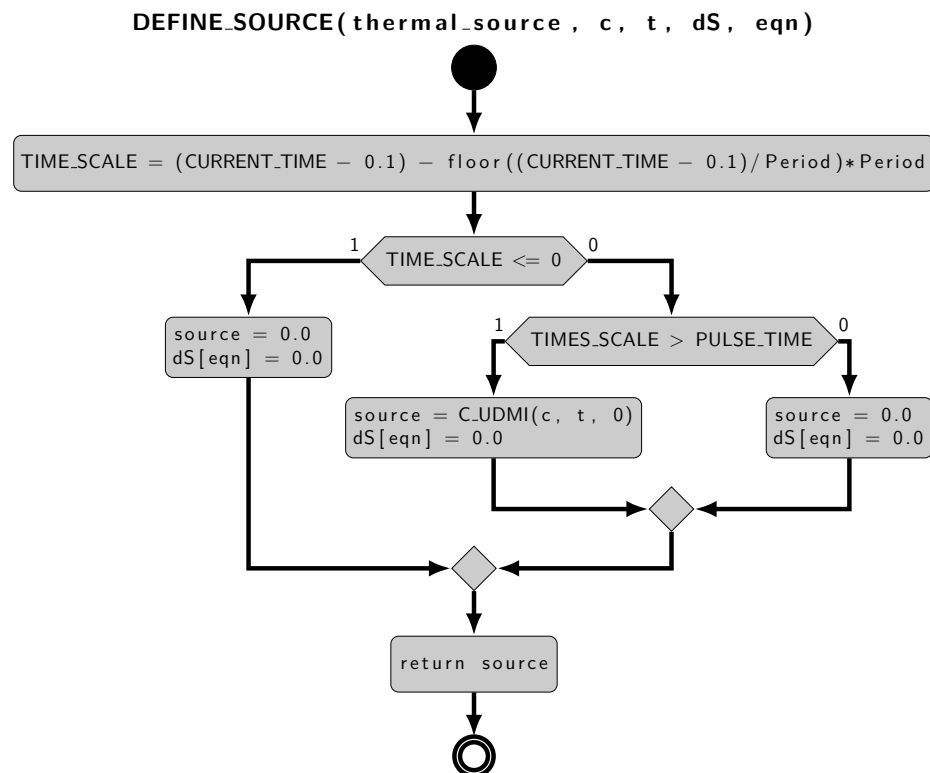 DEFINE_SOURCE(thermal_source, c, t, dS, eqn)
TIME_SCALE = (CURRENT_TIME − 0.1) − floor((CURRENT_TIME − 0.1)/Period)*Period
1
TIME_SCALE <= 0
0
source = 0.0
dS[eqn] = 0.0
1
TIMES_SCALE > PULSE_TIME
0
source = C_UDMI(c, t, 0)
dS[eqn] = 0.0
source = 0.0
dS[eqn] = 0.0
return source